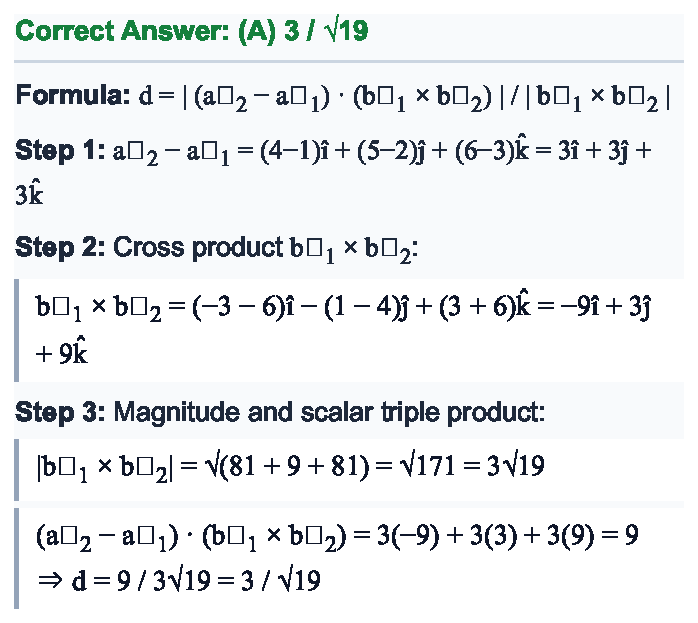 Correct Answer: (A) 3 / √19
Formula: d = | (a□₂ − a□₁) · (b□₁ × b□₂) | / | b□₁ × b□₂ |
Step 1: a□₂ − a□₁ = (4−1)î + (5−2)ĵ + (6−3)k̂ = 3î + 3ĵ +
3k̂
Step 2: Cross product b□₁ × b□₂:
b□₁ × b□₂ = (−3 − 6)î − (1 − 4)ĵ + (3 + 6)k̂ = −9î + 3ĵ
+ 9k̂
Step 3: Magnitude and scalar triple product:
|b□₁ × b□₂| = √(81 + 9 + 81) = √171 = 3√19
(a□₂ − a□₁) · (b□₁ × b□₂) = 3(−9) + 3(3) + 3(9) = 9
⇒ d = 9 / 3√19 = 3 / √19